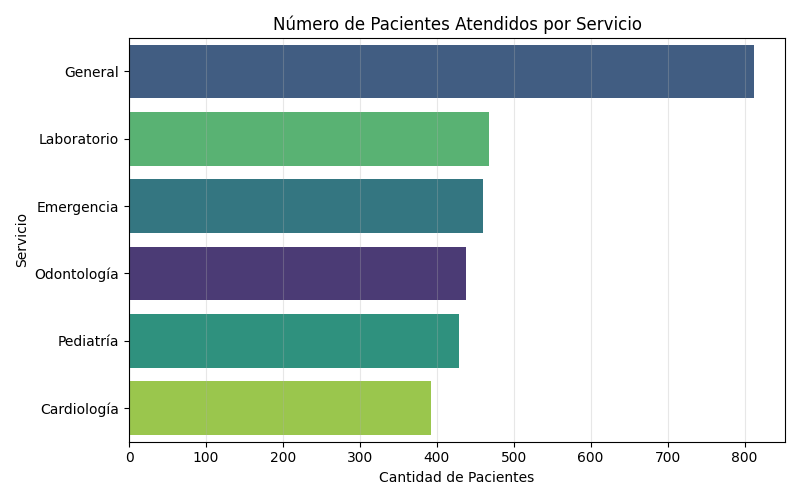 Número de Pacientes Atendidos por Servicio
General
Laboratorio
Emergencia
Odontología
Pediatría
Cardiología
Servicio
0 100 200 300 400 500 600 700 800
Cantidad de Pacientes